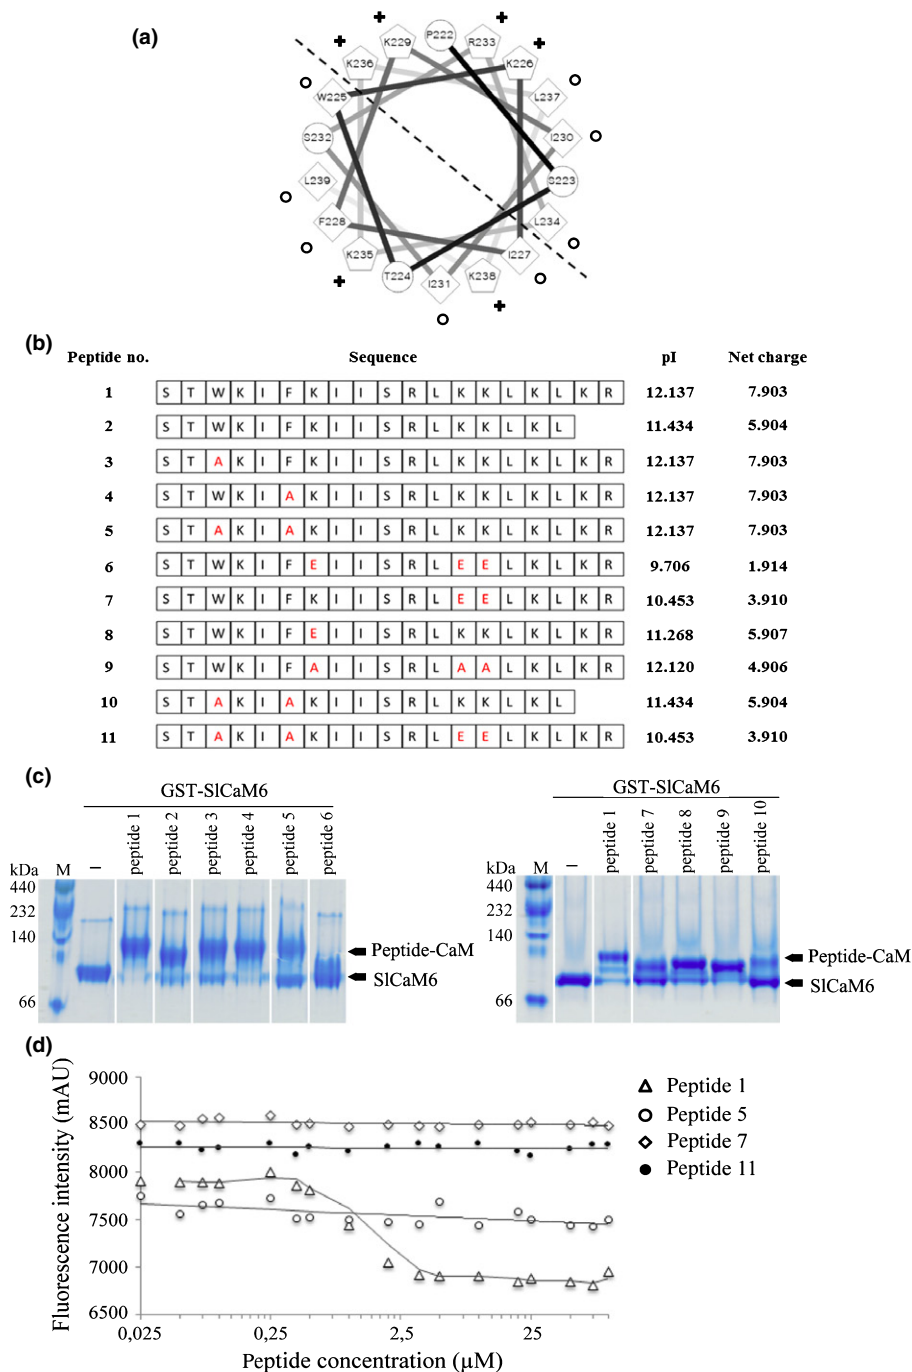 (a)
P222
K229
R233
K236
K226
W225
L237
S232
I230
L239
S223
F228
L234
K235
I227
T224
K238
I231
(b)
Peptide no. Sequence pI Net charge
1 S T W K I F K I I S R L K K L K L K R 12.137 7.903
2 S T W K I F K I I S R L K K L K L 11.434 5.904
3 S T A K I F K I I S R L K K L K L K R 12.137 7.903
4 S T W K I A K I I S R L K K L K L K R 12.137 7.903
5 S T A K I A K I I S R L K K L K L K R 12.137 7.903
6 S T W K I F E I I S R L E E L K L K R 9.706 1.914
7 S T W K I F K I I S R L E E L K L K R 10.453 3.910
8 S T W K I F E I I S R L K K L K L K R 11.268 5.907
9 S T W K I F A I I S R L A A L K L K R 12.120 4.906
10 S T A K I A K I I S R L K K L K L 11.434 5.904
11 S T A K I A K I I S R L E E L K L K R 10.453 3.910
(c)
GST-SlCaM6
kDa M – peptide 1 peptide 2 peptide 3 peptide 4 peptide 5 peptide 6
440
232
140
66
Peptide-CaM
SlCaM6
GST-SlCaM6
kDa M – peptide 1 peptide 7 peptide 8 peptide 9 peptide 10
440
232
140
66
Peptide-CaM
SlCaM6
(d)
Fluorescence intensity (mAU)
9000
8500
8000
7500
7000
6500
0,025 0,25 2,5 25
Peptide concentration (µM)
Peptide 1
Peptide 5
Peptide 7
Peptide 11